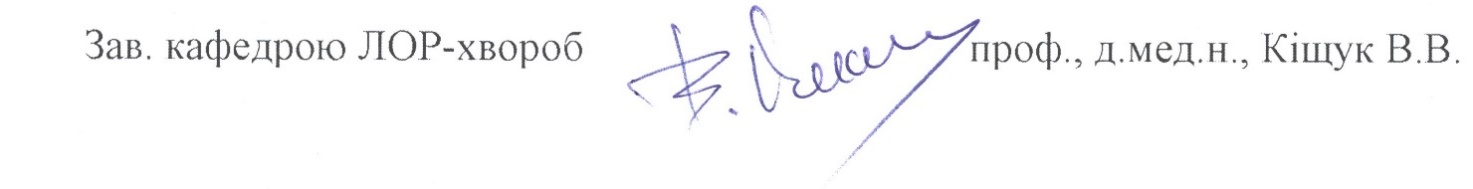 Зав. кафедрою ЛОР-хвороб проф., д.мед.н., Кіщук В.В.